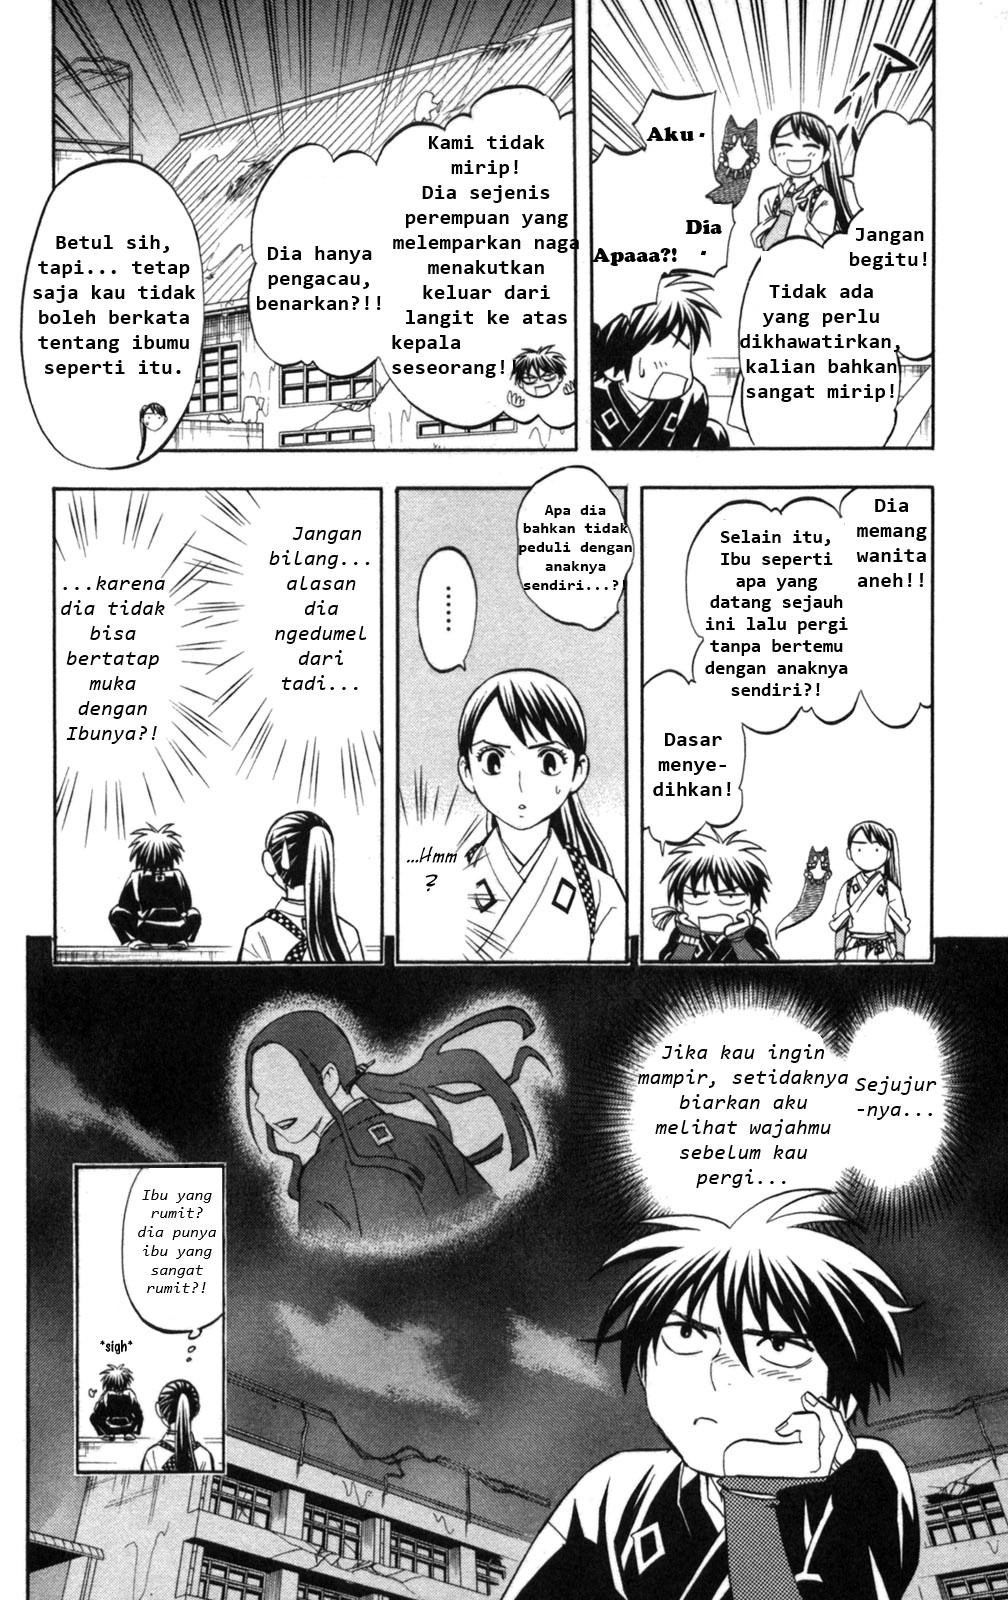 Jangan
begitu!
Tidak ada
yang perlu
dikhawatirkan,
kalian bahkan
sangat mirip!
Aku -
Dia
-
Apaaa?!
Kami tidak
mirip!
Dia sejenis
perempuan yang
melemparkan naga
menakutkan
keluar dari
langit ke atas
kepala
seseorang!!
Dia hanya
pengacau,
benarkan?!!
Betul sih,
tapi... tetap
saja kau tidak
boleh berkata
tentang ibumu
seperti itu.
Dia
memang
wanita
aneh!!
Selain itu,
Ibu seperti
apa yang
datang sejauh
ini lalu pergi
tanpa bertemu
dengan anaknya
sendiri?!
Dasar
menye-
dihkan!
Apa dia
bahkan tidak
peduli dengan
anaknya
sendiri...?!
........
...Hmm
?
Jangan
bilang...
alasan
dia
ngedumel
dari
tadi...
...karena
dia tidak
bisa
bertatap
muka
dengan
Ibunya?!
Sejujur
-nya...
Jika kau ingin
mampir, setidaknya
biarkan aku
melihat wajahmu
sebelum kau
pergi...
Ibu yang
rumit?
dia punya
ibu yang
sangat
rumit?!
*sigh*